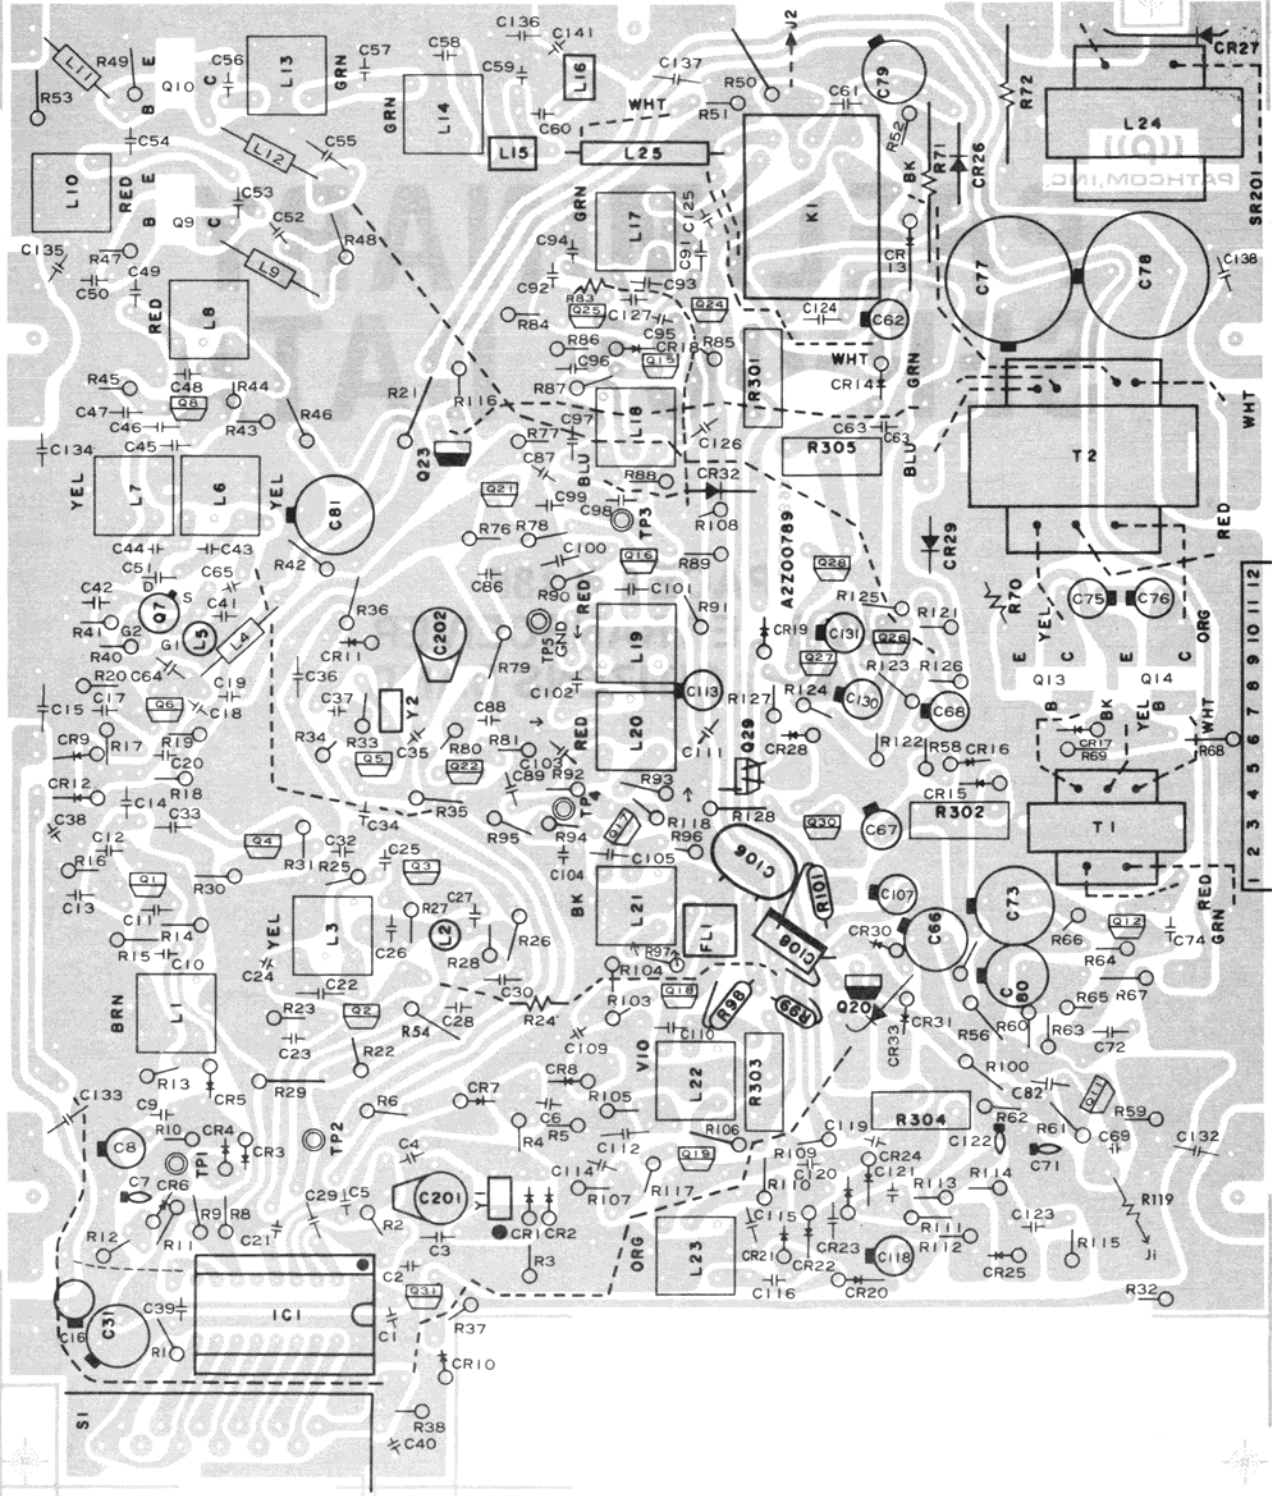 C136 C141 J2
L11 R49 E Q10 B C C56 L13 GRN C57 C58 C59 L16 C137 R50 C79 CR27
R53 GRN L14 WHT R51 C61 R72
C54 L12 C55 C60 L15 L25 R52 BK R71 CR26 L24
PATHCOM, INC.
L10 RED E B Q9 C C53 C52 GRN L17 C125 K1 SR201
C135 R47 L9 R48 C94 C91 CR13 C77 C78 C138
C50 C49 RED L8 C92 R83 C93 Q25 C127 Q24 C124 C62
R84 C95 R86 CR18 R85 Q15 R301 WHT
R45 C48 R44 R21 R116 C96 R87 CR14 GRN
C47 Q8 C46 R43 R46 L18 C126 C63 C63 WHT
C134 C45 Q23 R77 C97 C87 BLU R88 CR32 R305 BLU T2
YEL L7 L6 YEL C81 Q21 C99 C98 TP3 R108 A2Z00789 RED
C44 C43 R42 R76 R78 C100 Q16 R89 CR29
C42 C51 D S C65 C86 R90 RED C101 Q28 12
R41 Q7 C41 R36 C202 R91 R125 R121 R70 C75 C76 11
G2 G1 L5 L4 CR11 TP5 GND L19 CR19 C131 Q26 YEL ORG 10
R40 R20 C64 C19 C36 R79 Q27 R123 R126 E C E C 9
C17 C102 C113 R127 R124 C130 Q13 Q14 8
C15 Q6 C18 C37 Y2 C88 C68 B BK YEL B WHT 7
CR9 R17 R19 R34 R33 C35 R80 R81 RED L20 C111 Q29 CR28 R122 R58 CR16 CR17 R69 R68 6
CR12 C20 R18 Q5 Q22 C103 C89 R92 R93 CR15 5
C14 R35 TP4 R118 R128 4
C38 C33 C34 R95 R94 Q17 Q30 C67 R302 T1 3
C12 Q4 C32 C25 C105 R96 C106 2
R16 Q1 R30 R31 R25 Q3 C104 R101 C107 C73 1
C13 C11 R27 C27 BK L21 RED
R14 YEL L3 C26 L2 R26 FL1 C108 CR30 C66 R66 Q12 C74 GRN
R15 C10 C24 R28 R97 R104 R64
BRN L1 C22 C30 R103 Q18 R98 R99 Q20 C80 R67
R23 Q2 R54 C28 R24 C110 CR31 R56 R60 R65 R63
C23 C109 VIO CR33 C72
R13 R22 CR8 L22 R303 R100
C133 CR5 R29 CR7 R105 C82 Q11
C9 R6 C6 R304 R62 R59
R10 CR4 R4 R5 R106 C119 C122 R61 C69 C132
C8 CR3 TP2 C4 C112 Q19 R109 CR24 C71
TP1 C114 C120 C121 R114
C7 CR6 C29 C5 C201 Y R107 R117 R110 R113 R119
R12 R9 R8 R2 CR1 CR2 C115 R111 C123
R11 C21 C3 CR23 R112 R115 J1
C2 R3 ORG L23 CR21 CR22 C118 CR25
Q31 C116 CR20 R32
C39 IC1
C16 C31 C1 R37
R1 CR10
S1 R38
C40